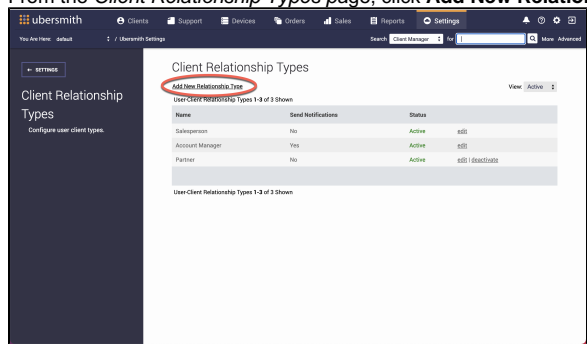 From the Client Relationship Types page, click Add New Relation
ubersmith Clients Support Devices Orders Sales Reports Settings
You Are Here: default / Ubersmith Settings Search Client Manager for More Advanced
← SETTINGS
Client Relationship Types
Configure user client types.
Client Relationship Types
Add New Relationship Type
View: Active
User-Client Relationship Types 1-3 of 3 Shown
Name Send Notifications Status
Salesperson No Active edit
Account Manager Yes Active edit
Partner No Active edit | deactivate
User-Client Relationship Types 1-3 of 3 Shown